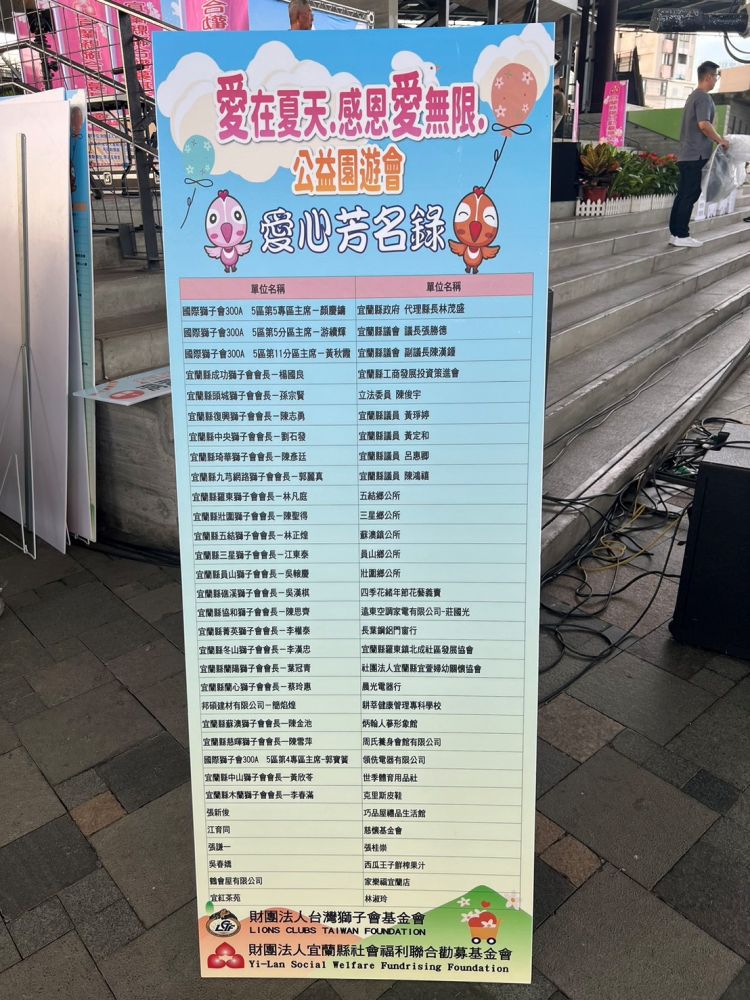 愛在夏天.感恩愛無限.
公益園遊會
愛心芳名錄
單位名稱 單位名稱
國際獅子會300A 5區第5專區主席－顏慶鏞 宜蘭縣政府 代理縣長林茂盛
國際獅子會300A 5區第5分區主席－游續輝 宜蘭縣議會 議長張勝德
國際獅子會300A 5區第11分區主席－黃秋霞 宜蘭縣議會 副議長陳漢鍾
宜蘭縣成功獅子會會長－楊國良 宜蘭縣工商發展投資策進會
宜蘭縣頭城獅子會會長－孫宗賢 立法委員 陳俊宇
宜蘭縣復興獅子會會長－陳志勇 宜蘭縣議員 黃琤婷
宜蘭縣中央獅子會會長－劉石發 宜蘭縣議員 黃定和
宜蘭縣琦華獅子會會長－陳彥廷 宜蘭縣議員 呂惠卿
宜蘭縣九芎網路獅子會會長－郭麗真 宜蘭縣議員 陳鴻禧
宜蘭縣羅東獅子會會長－林凡庭 五結鄉公所
宜蘭縣壯圍獅子會會長－陳聖得 三星鄉公所
宜蘭縣五結獅子會會長－林正煌 蘇澳鎮公所
宜蘭縣三星獅子會會長－江東泰 員山鄉公所
宜蘭縣員山獅子會會長－吳榳慶 壯圍鄉公所
宜蘭縣礁溪獅子會會長－吳漢棋 四季花緒年節花藝義賣
宜蘭縣協和獅子會會長－陳思齊 遠東空調家電有限公司-莊國光
宜蘭縣菁英獅子會會長－李權泰 長葉鋼鋁門窗行
宜蘭縣冬山獅子會會長－李漢忠 宜蘭縣羅東鎮北成社區發展協會
宜蘭縣蘭陽獅子會會長－葉冠青 社團法人宜蘭縣宜萱婦幼關懷協會
宜蘭縣蘭心獅子會會長－蔡玲惠 晨光電器行
邦碩建材有限公司－簡焰煌 耕莘健康管理專科學校
宜蘭縣蘇澳獅子會會長－陳金池 炳輪人蔘形象館
宜蘭縣慈暉獅子會會長－陳雪萍 周氏養身會館有限公司
國際獅子會300A 5區第4專區主席-郭寶簧 領佶電器有限公司
宜蘭縣中山獅子會會長－黃欣苓 世季體育用品社
宜蘭縣木蘭獅子會會長－李春滿 克里斯皮鞋
張新俊 巧品屋禮品生活館
江育同 慈懷基金會
張謙一 張桂崇
吳春嬌 西瓜王子鮮榨果汁
鶴會屋有限公司 家樂福宜蘭店
宜紅茶苑 林淑玲
財團法人台灣獅子會基金會
LIONS CLUBS TAIWAN FOUNDATION
財團法人宜蘭縣社會福利聯合勸募基金會
Yi-Lan Social Welfare Fundrising Foundation